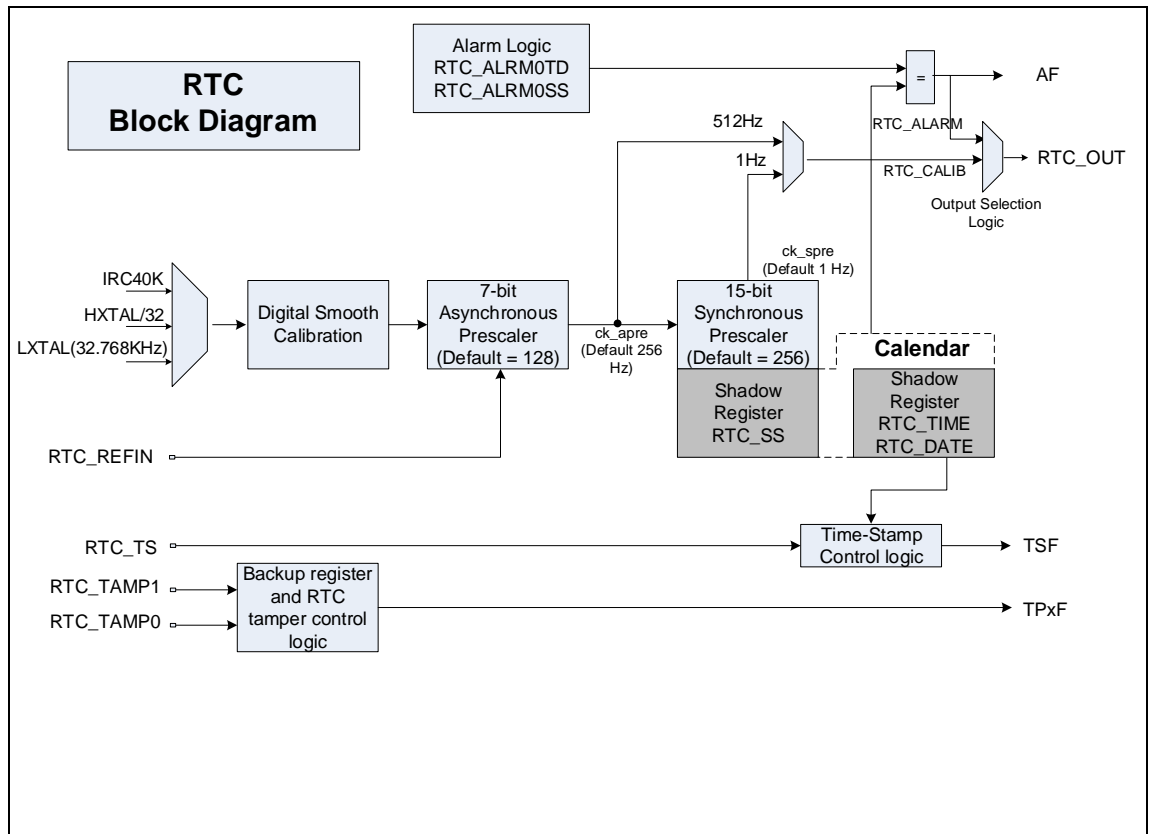 RTC
Block Diagram
Alarm Logic
RTC_ALRM0TD
RTC_ALRM0SS
=
AF
RTC_ALARM
512Hz
1Hz
RTC_CALIB
RTC_OUT
Output Selection
Logic
ck_spre
(Default 1 Hz)
IRC40K
HXTAL/32
LXTAL(32.768KHz)
Digital Smooth
Calibration
7-bit
Asynchronous
Prescaler
(Default = 128)
ck_apre
(Default 256
Hz)
15-bit
Synchronous
Prescaler
(Default = 256)
Shadow
Register
RTC_SS
Calendar
Shadow
Register
RTC_TIME
RTC_DATE
RTC_REFIN
RTC_TS
Time-Stamp
Control logic
TSF
RTC_TAMP1
RTC_TAMP0
Backup register
and RTC
tamper control
logic
TPxF